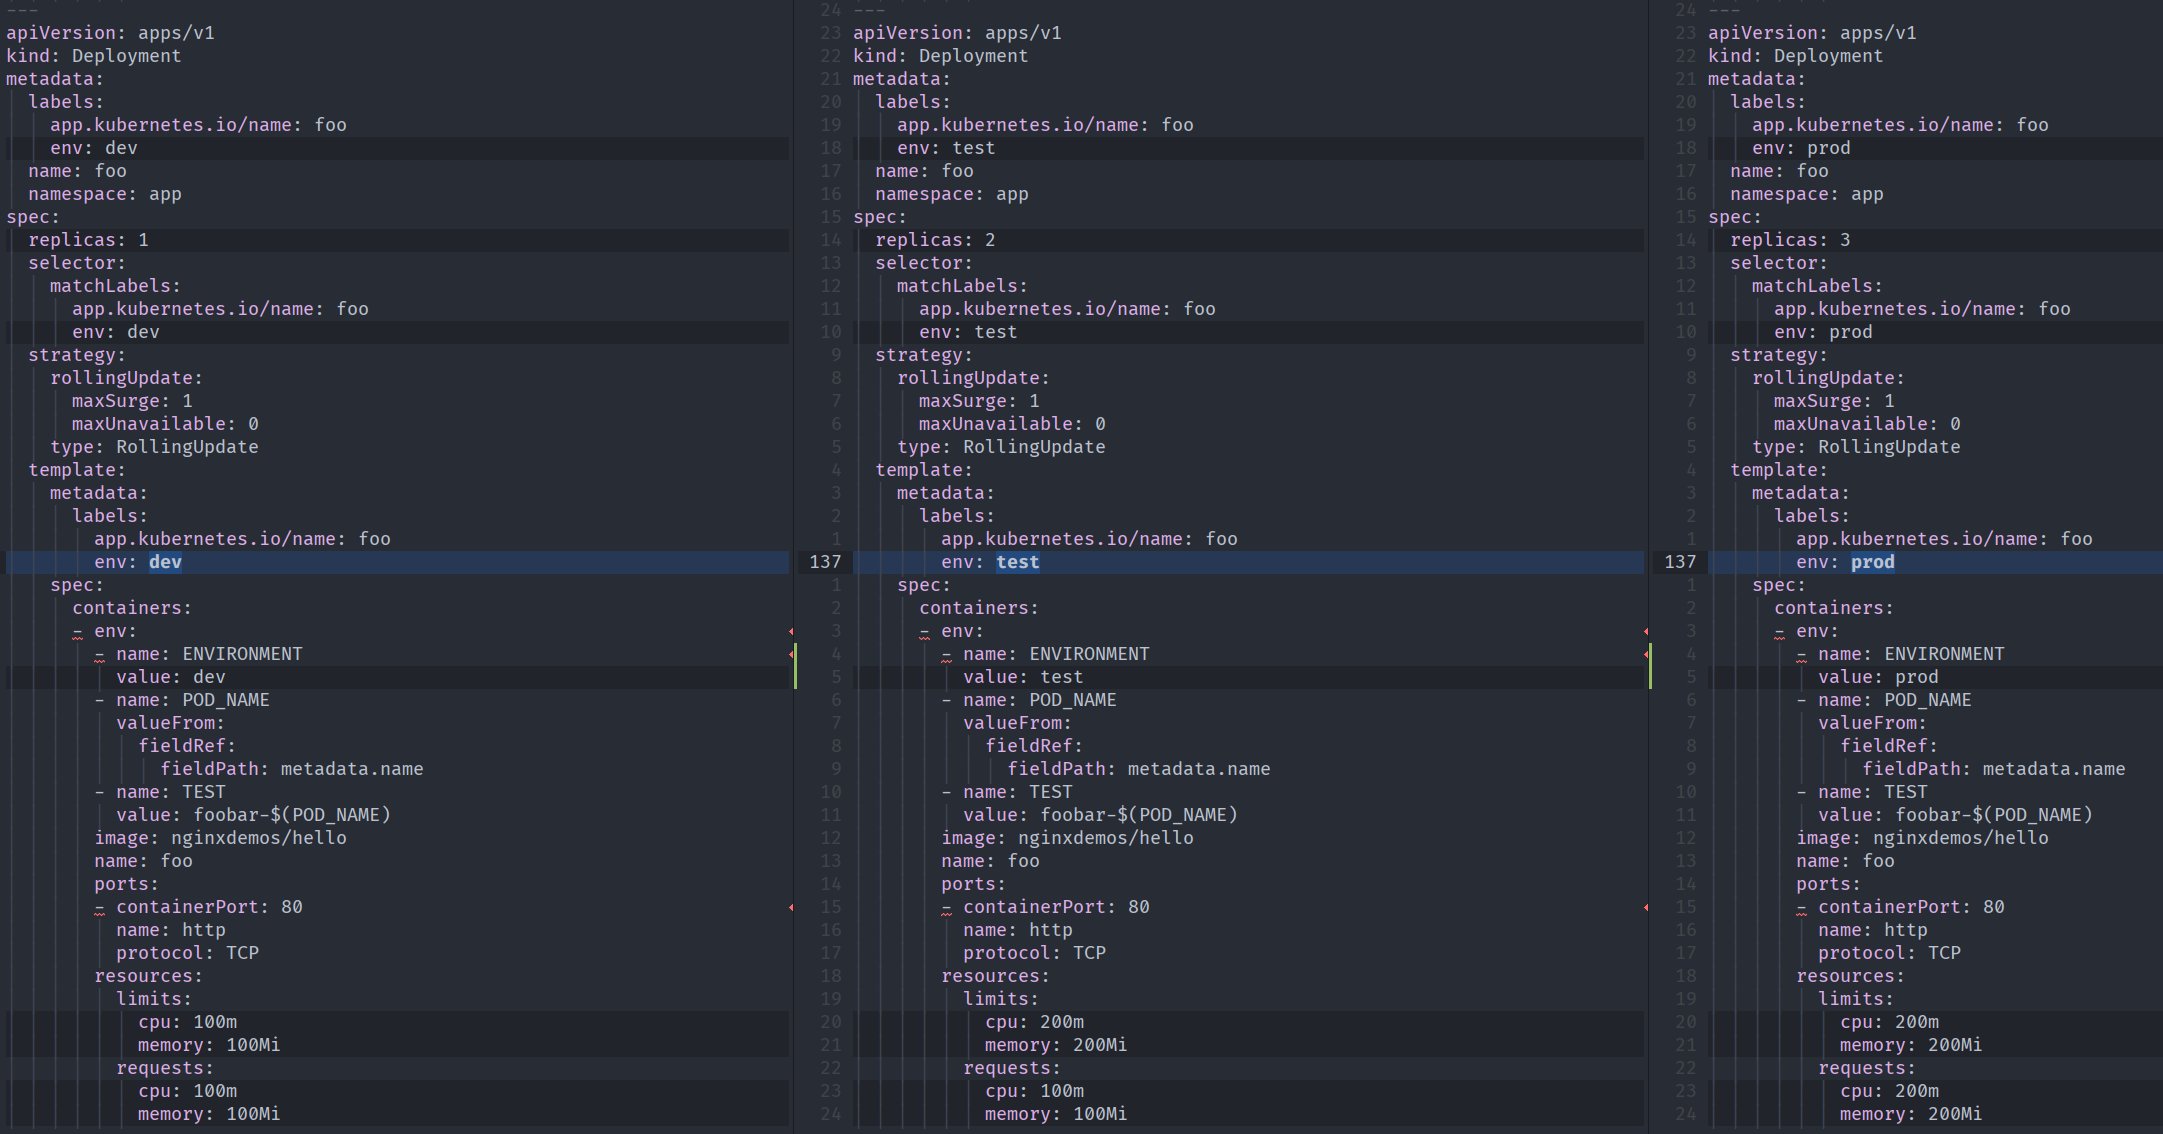 ---
apiVersion: apps/v1
kind: Deployment
metadata:
  labels:
    app.kubernetes.io/name: foo
    env: dev
  name: foo
  namespace: app
spec:
  replicas: 1
  selector:
    matchLabels:
      app.kubernetes.io/name: foo
      env: dev
  strategy:
    rollingUpdate:
      maxSurge: 1
      maxUnavailable: 0
    type: RollingUpdate
  template:
    metadata:
      labels:
        app.kubernetes.io/name: foo
        env: dev
    spec:
      containers:
      - env:
        - name: ENVIRONMENT
          value: dev
        - name: POD_NAME
          valueFrom:
            fieldRef:
              fieldPath: metadata.name
        - name: TEST
          value: foobar-$(POD_NAME)
        image: nginxdemos/hello
        name: foo
        ports:
        - containerPort: 80
          name: http
          protocol: TCP
        resources:
          limits:
            cpu: 100m
            memory: 100Mi
          requests:
            cpu: 100m
            memory: 100Mi
24 ---
23 apiVersion: apps/v1
22 kind: Deployment
21 metadata:
20   labels:
19     app.kubernetes.io/name: foo
18     env: test
17   name: foo
16   namespace: app
15 spec:
14   replicas: 2
13   selector:
12     matchLabels:
11       app.kubernetes.io/name: foo
10       env: test
9   strategy:
8     rollingUpdate:
7       maxSurge: 1
6       maxUnavailable: 0
5     type: RollingUpdate
4   template:
3     metadata:
2       labels:
1         app.kubernetes.io/name: foo
137         env: test
1     spec:
2       containers:
3       - env:
4         - name: ENVIRONMENT
5           value: test
6         - name: POD_NAME
7           valueFrom:
8             fieldRef:
9               fieldPath: metadata.name
10         - name: TEST
11           value: foobar-$(POD_NAME)
12         image: nginxdemos/hello
13         name: foo
14         ports:
15         - containerPort: 80
16           name: http
17           protocol: TCP
18         resources:
19           limits:
20             cpu: 200m
21             memory: 200Mi
22           requests:
23             cpu: 100m
24             memory: 100Mi
24 ---
23 apiVersion: apps/v1
22 kind: Deployment
21 metadata:
20   labels:
19     app.kubernetes.io/name: foo
18     env: prod
17   name: foo
16   namespace: app
15 spec:
14   replicas: 3
13   selector:
12     matchLabels:
11       app.kubernetes.io/name: foo
10       env: prod
9   strategy:
8     rollingUpdate:
7       maxSurge: 1
6       maxUnavailable: 0
5     type: RollingUpdate
4   template:
3     metadata:
2       labels:
1         app.kubernetes.io/name: foo
137         env: prod
1     spec:
2       containers:
3       - env:
4         - name: ENVIRONMENT
5           value: prod
6         - name: POD_NAME
7           valueFrom:
8             fieldRef:
9               fieldPath: metadata.name
10         - name: TEST
11           value: foobar-$(POD_NAME)
12         image: nginxdemos/hello
13         name: foo
14         ports:
15         - containerPort: 80
16           name: http
17           protocol: TCP
18         resources:
19           limits:
20             cpu: 200m
21             memory: 200Mi
22           requests:
23             cpu: 200m
24             memory: 200Mi